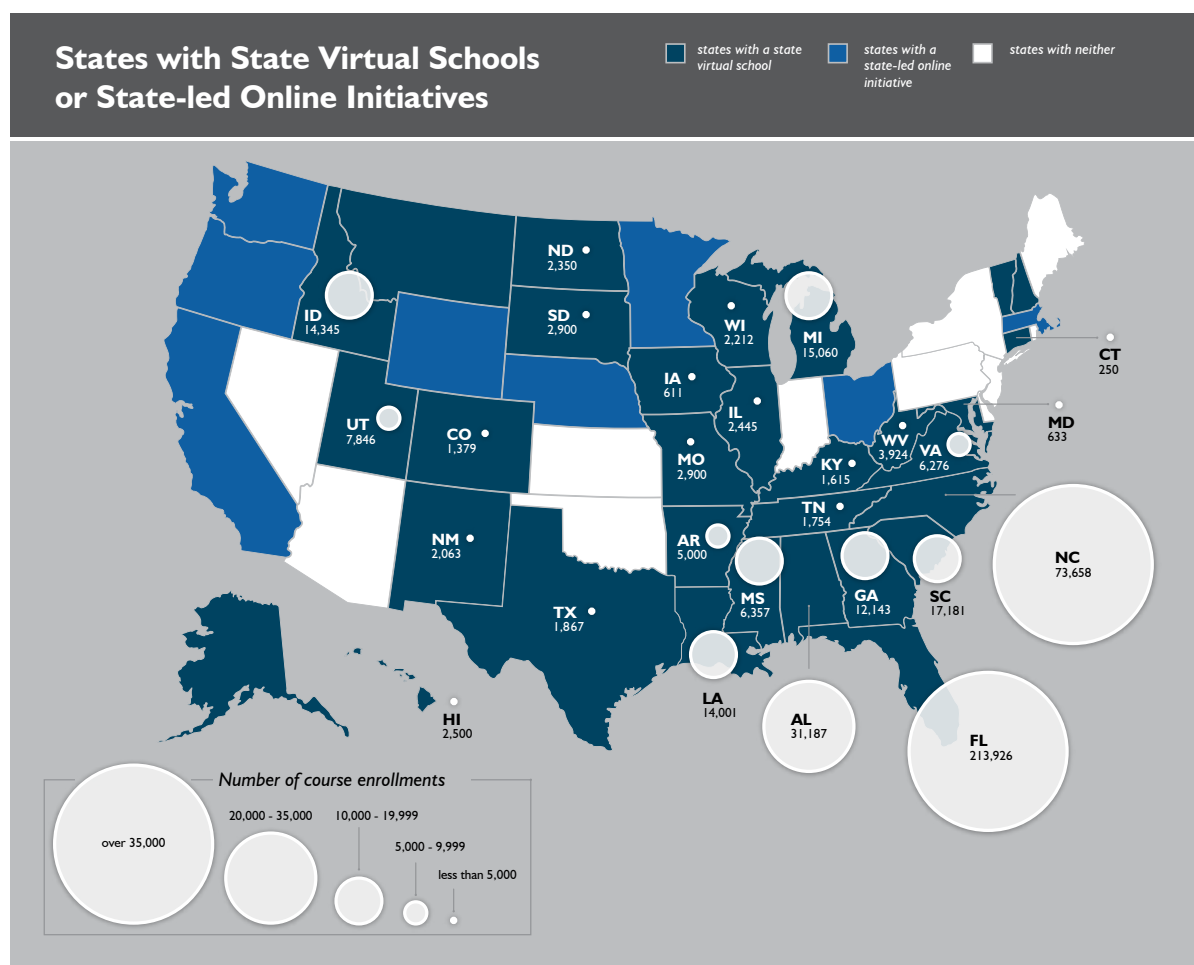 States with State Virtual Schools
or State-led Online Initiatives
states with a state
virtual school
states with a
state-led online
initiative
states with neither
ND
2,350
SD
2,900
ID
14,345
WI
2,212
MI
15,060
CT
250
IA
611
UT
7,846
CO
1,379
IL
2,445
MD
633
WV
3,924
VA
6,276
MO
2,900
KY
1,615
TN
1,754
NM
2,063
AR
5,000
NC
73,658
MS
6,357
GA
12,143
SC
17,181
TX
1,867
LA
14,001
HI
2,500
AL
31,187
FL
213,926
Number of course enrollments
over 35,000
20,000 - 35,000
10,000 - 19,999
5,000 - 9,999
less than 5,000